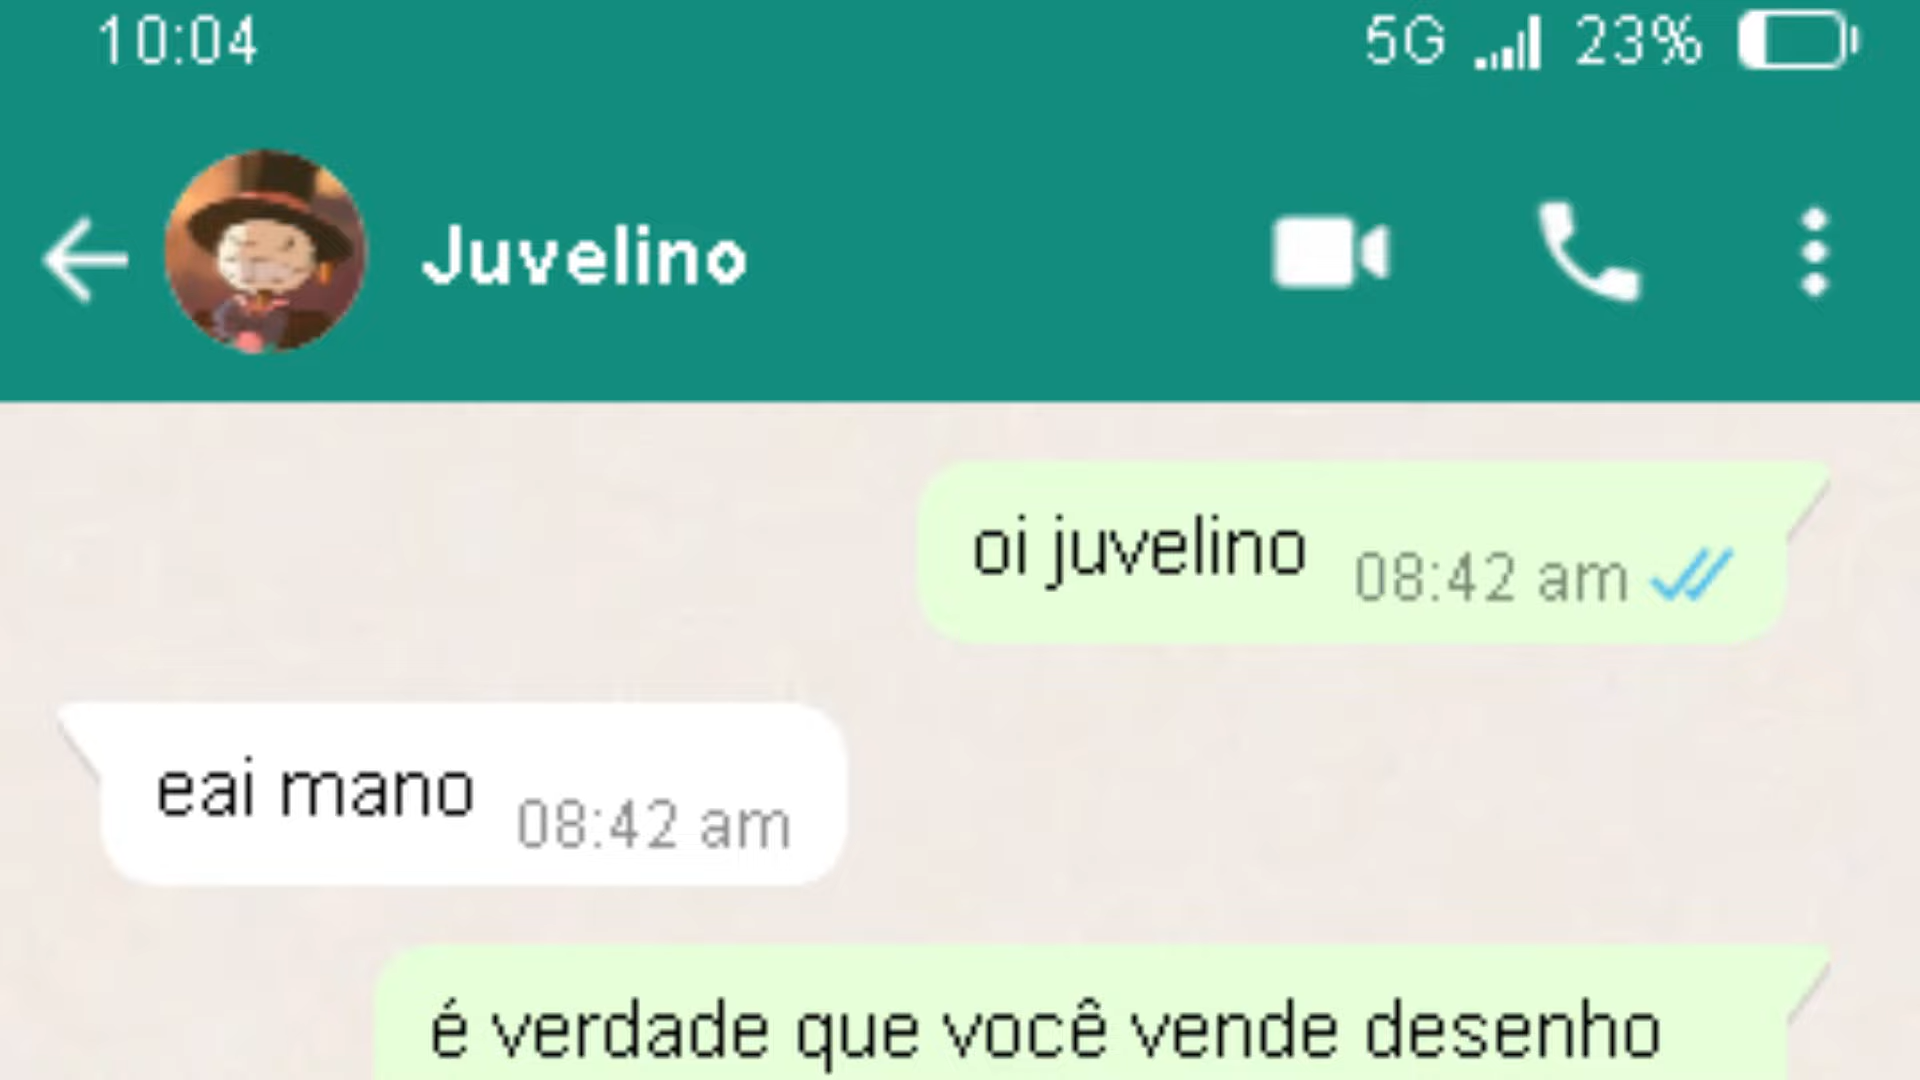 10:04 5G 23%
Juvelino
oi juvelino 08:42 am
eai mano 08:42 am
é verdade que você vende desenho